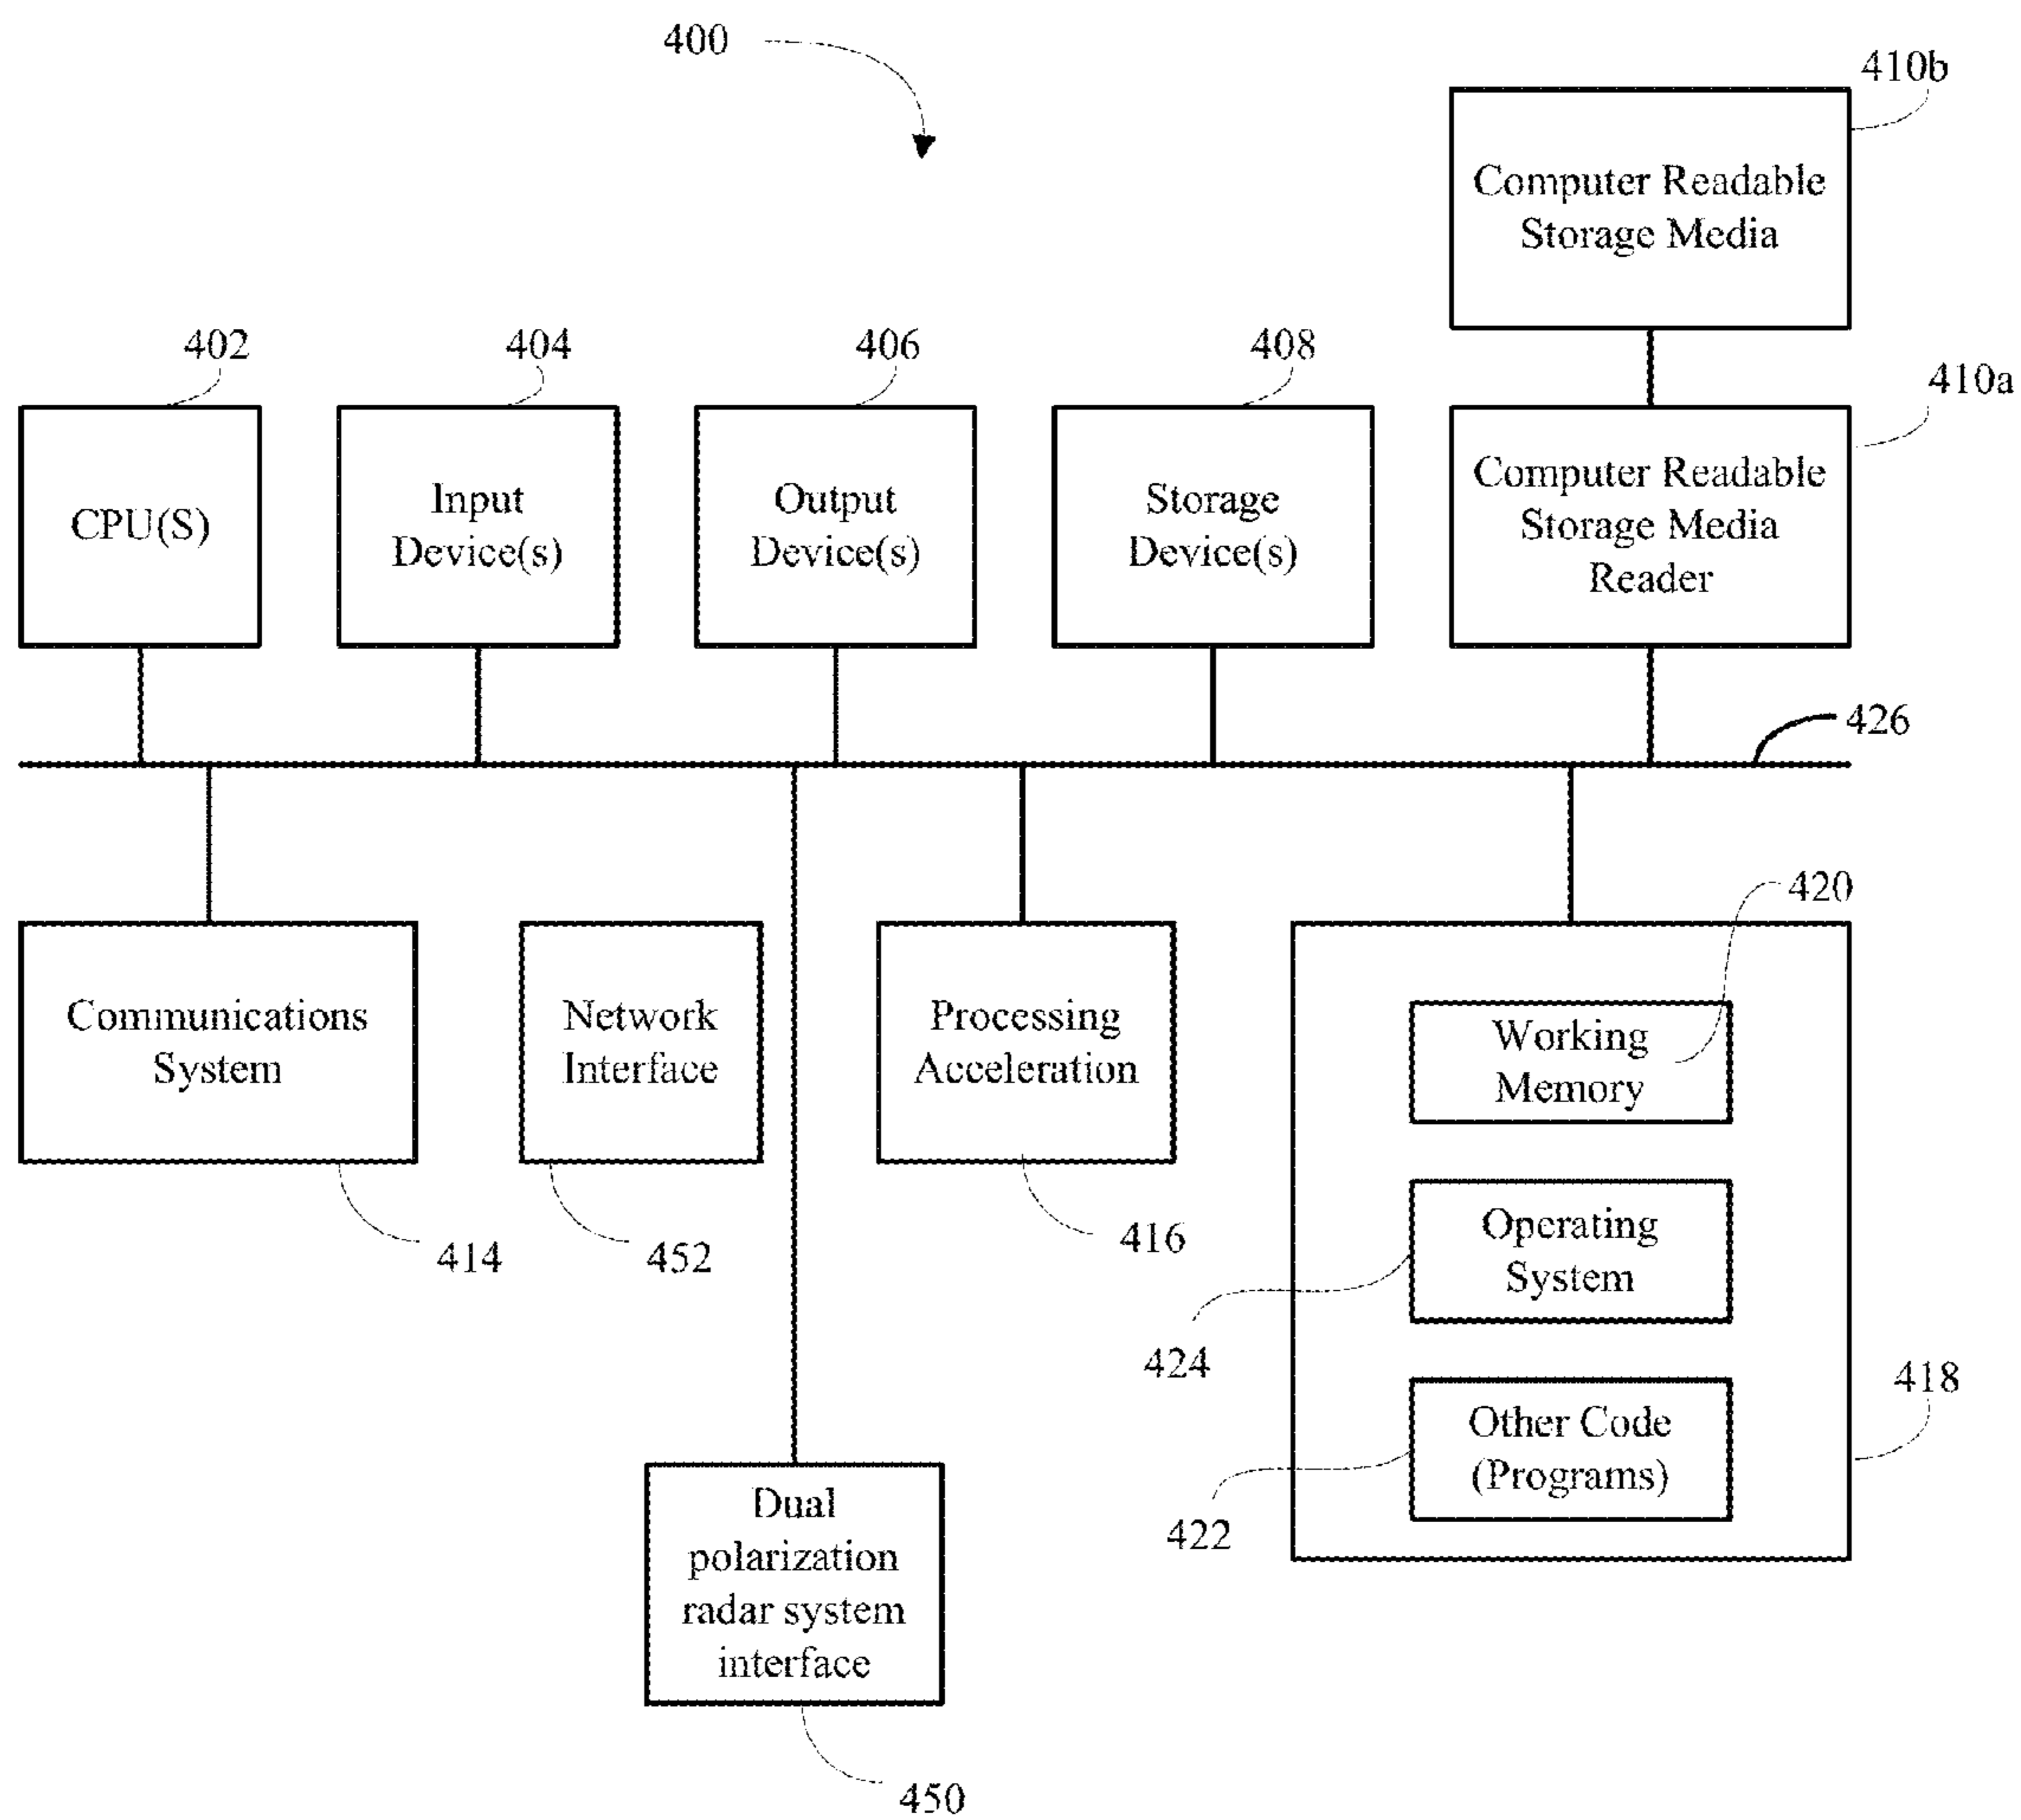 400
410b
Computer Readable
Storage Media
402
404
406
408
410a
CPU(S)
Input
Device(s)
Output
Device(s)
Storage
Device(s)
Computer Readable
Storage Media
Reader
426
420
Communications
System
Network
Interface
Processing
Acceleration
Working
Memory
414
452
416
Operating
System
424
418
Other Code
(Programs)
422
Dual
polarization
radar system
interface
450